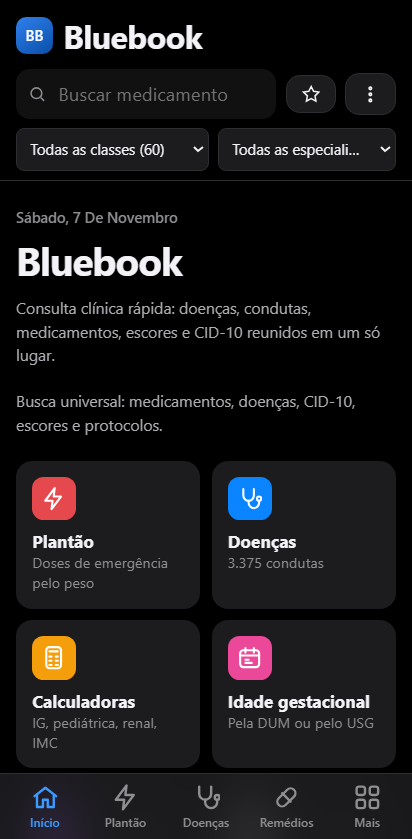 BB Bluebook
Buscar medicamento
Todas as classes (60) Todas as especiali...
Sábado, 7 De Novembro
Bluebook
Consulta clínica rápida: doenças, condutas,
medicamentos, escores e CID-10 reunidos em um só
lugar.
Busca universal: medicamentos, doenças, CID-10,
escores e protocolos.
Plantão
Doses de emergência
pelo peso
Doenças
3.375 condutas
Calculadoras
IG, pediátrica, renal,
IMC
Idade gestacional
Pela DUM ou pelo USG
Início Plantão Doenças Remédios Mais